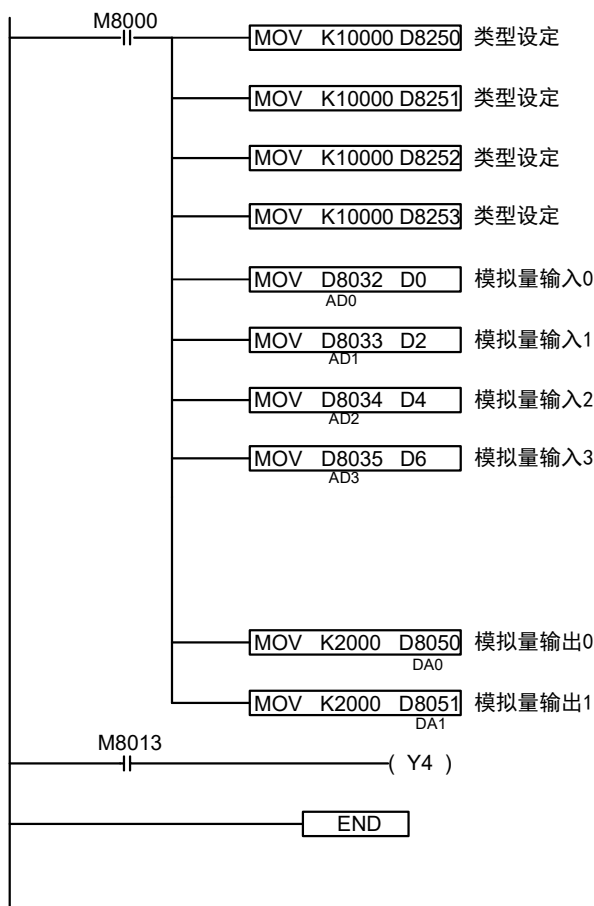 M8000
MOV K10000 D8250 类型设定
MOV K10000 D8251 类型设定
MOV K10000 D8252 类型设定
MOV K10000 D8253 类型设定
MOV D8032 D0 模拟量输入0
AD0
MOV D8033 D2 模拟量输入1
AD1
MOV D8034 D4 模拟量输入2
AD2
MOV D8035 D6 模拟量输入3
AD3
MOV K2000 D8050 模拟量输出0
DA0
MOV K2000 D8051 模拟量输出1
DA1
M8013
( Y4 )
END